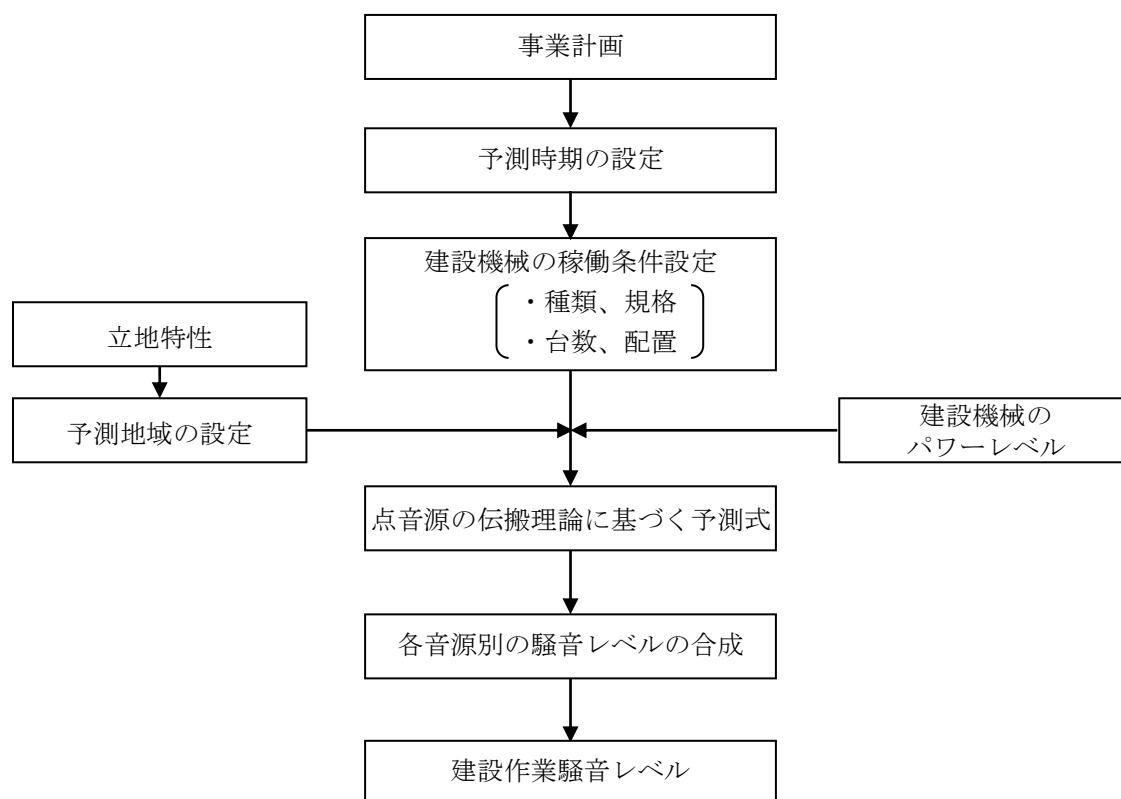 事業計画
予測時期の設定
建設機械の稼働条件設定
・種類、規格
・台数、配置
立地特性
予測地域の設定
建設機械の
パワーレベル
点音源の伝搬理論に基づく予測式
各音源別の騒音レベルの合成
建設作業騒音レベル